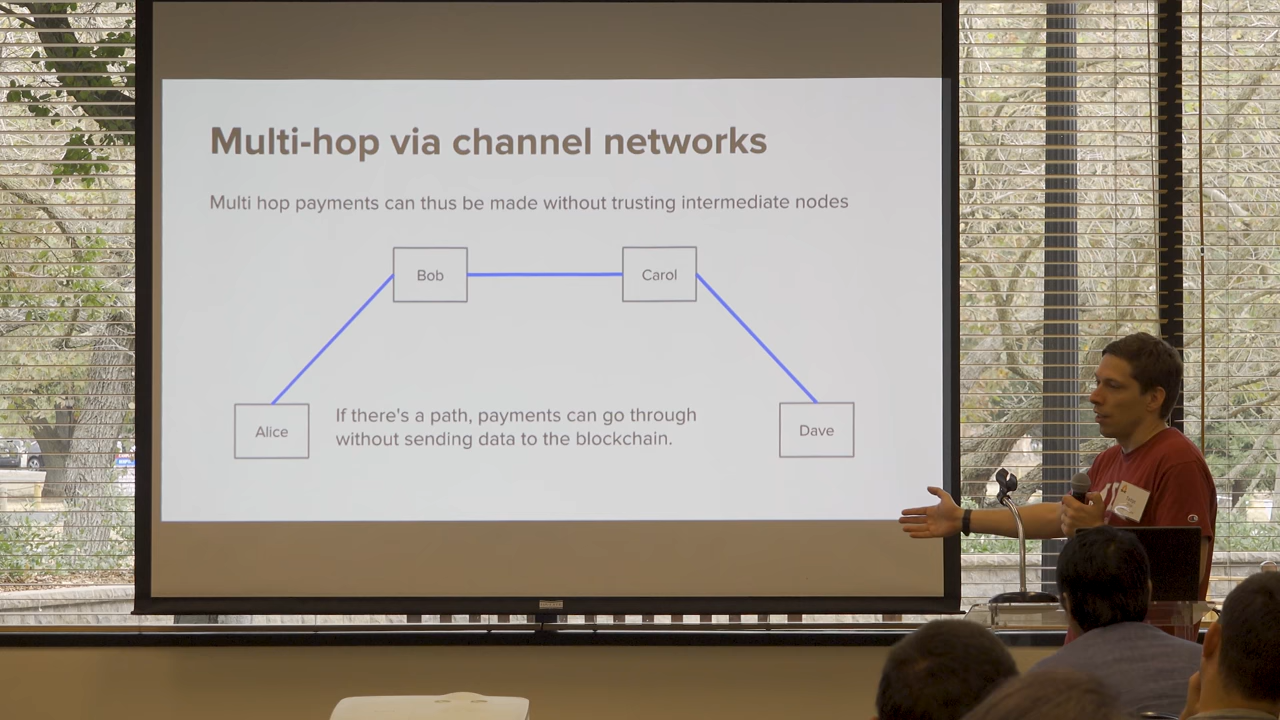 Multi-hop via channel networks
Multi hop payments can thus be made without trusting intermediate nodes
Bob
Carol
Alice
If there's a path, payments can go through
without sending data to the blockchain.
Dave